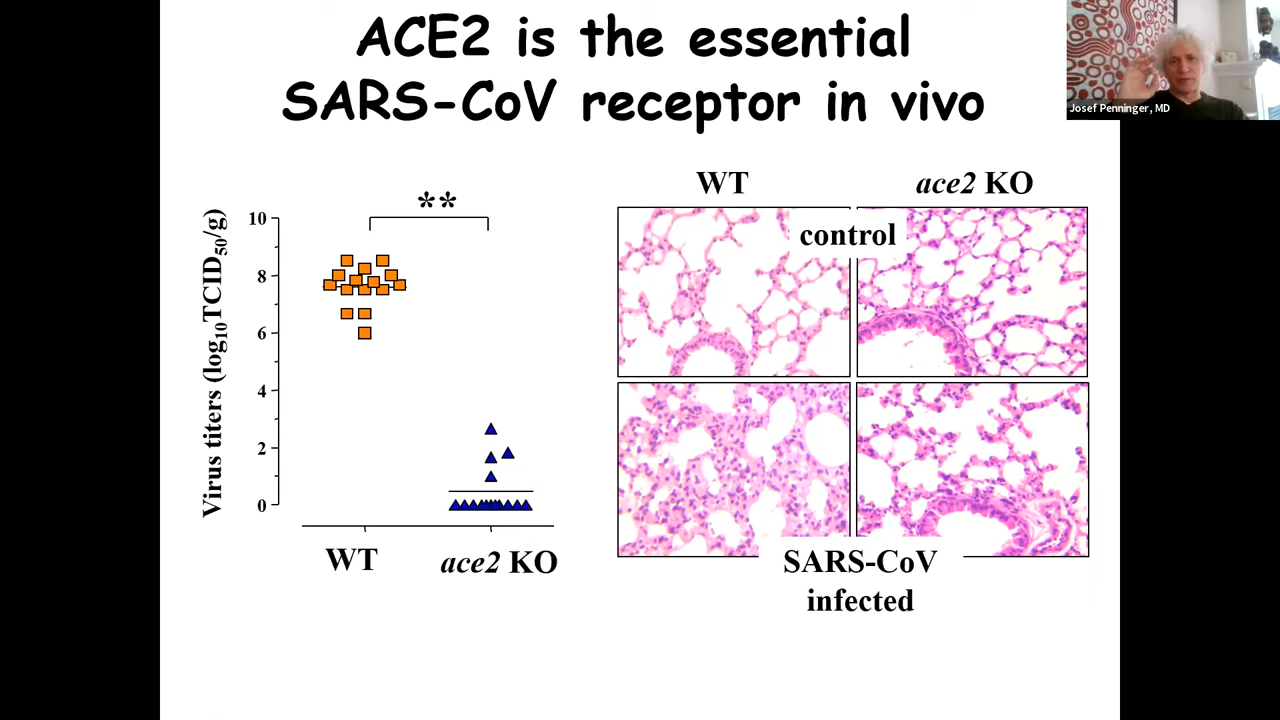 ACE2 is the essential
SARS-CoV receptor in vivo
Josef Penninger, MD
**
Virus titers (log10TCID50/g)
10
8
6
4
2
0
WT
ace2 KO
WT
ace2 KO
control
SARS-CoV
infected